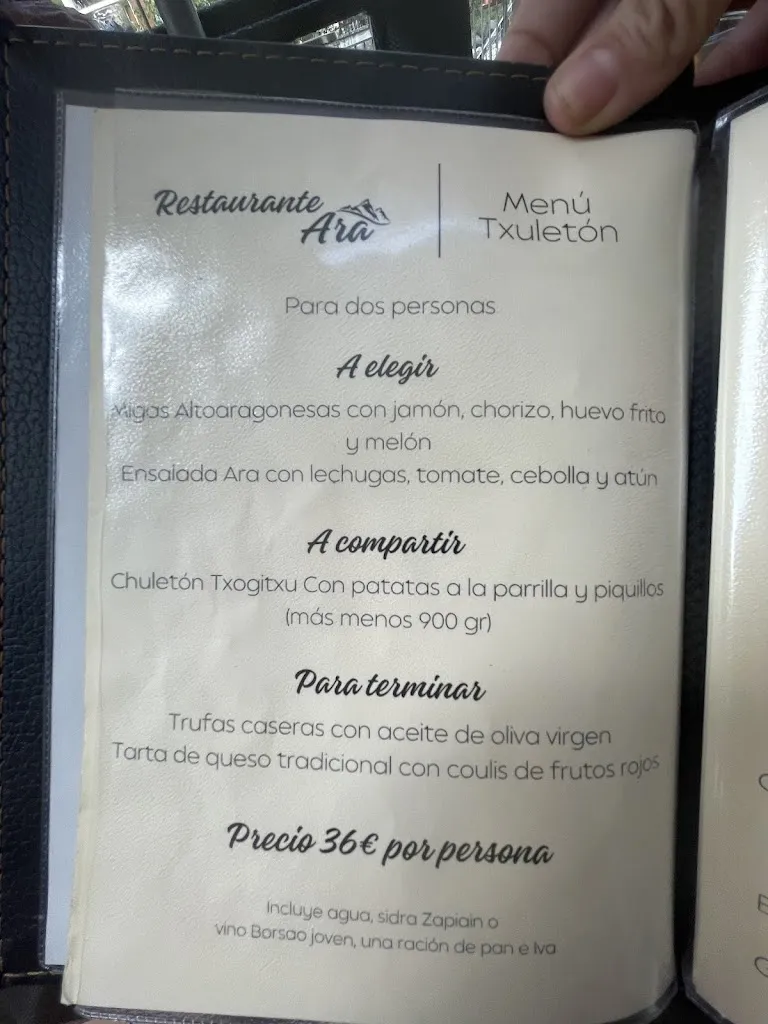 Restaurante
Ara
Menú
Txuletón
Para dos personas
A elegir
Migas Altoaragonesas con jamón, chorizo, huevo frito
y melón
Ensalada Ara con lechugas, tomate, cebolla y atún
A compartir
Chuletón Txogitxu Con patatas a la parrilla y piquillos
(más menos 900 gr)
Para terminar
Trufas caseras con aceite de oliva virgen
Tarta de queso tradicional con coulis de frutos rojos
Precio 36€ por persona
Incluye agua, sidra Zapiain o
vino Borsao joven, una ración de pan e Iva